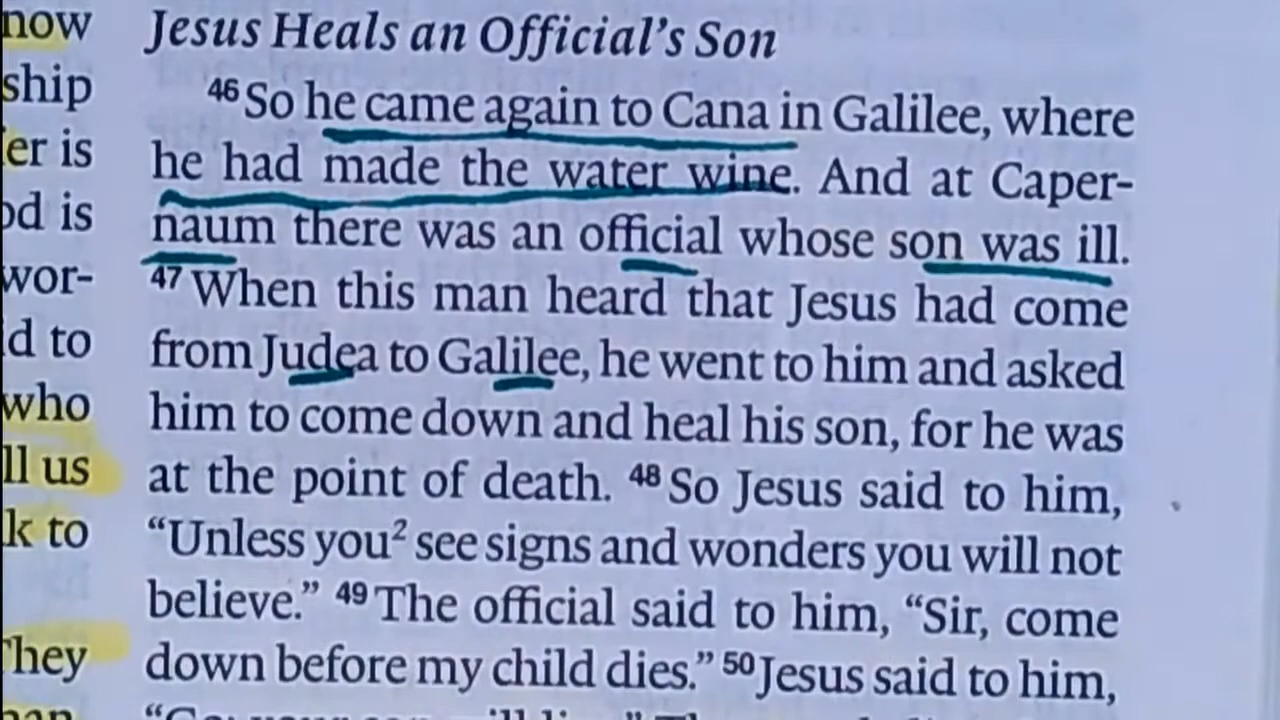 now
ship
er is
od is
wor-
d to
who
ll us
k to
They
Jesus Heals an Official’s Son
46 So he came again to Cana in Galilee, where
he had made the water wine. And at Caper-
naum there was an official whose son was ill.
47 When this man heard that Jesus had come
from Judea to Galilee, he went to him and asked
him to come down and heal his son, for he was
at the point of death. 48 So Jesus said to him,
“Unless you2 see signs and wonders you will not
believe.” 49 The official said to him, “Sir, come
down before my child dies.” 50 Jesus said to him,